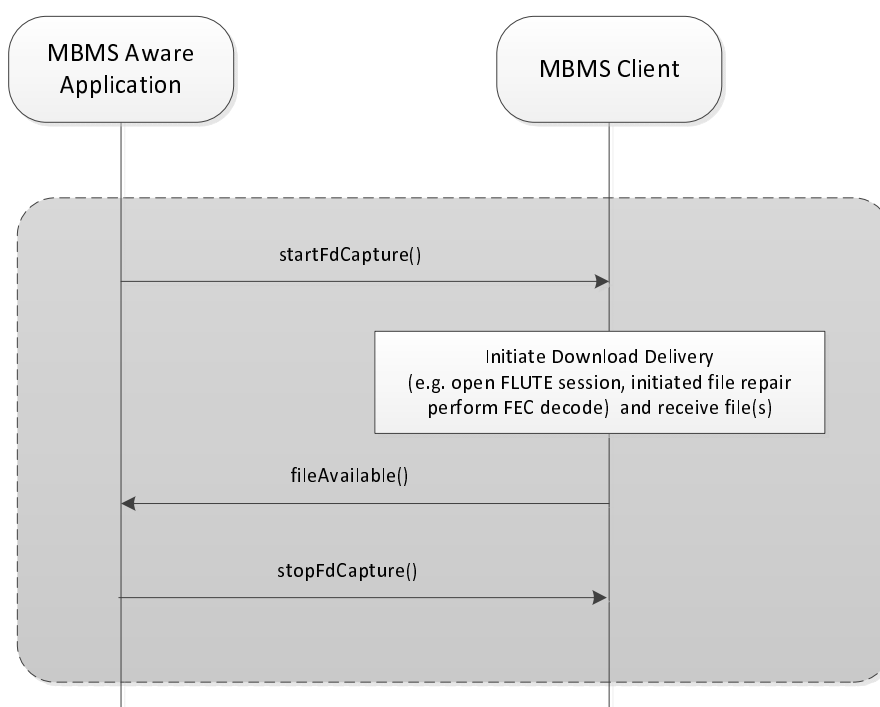 MBMS Aware
Application
MBMS Client
startFdCapture()
Initiate Download Delivery
(e.g. open FLUTE session, initiated file repair
perform FEC decode)  and receive file(s)
fileAvailable()
stopFdCapture()